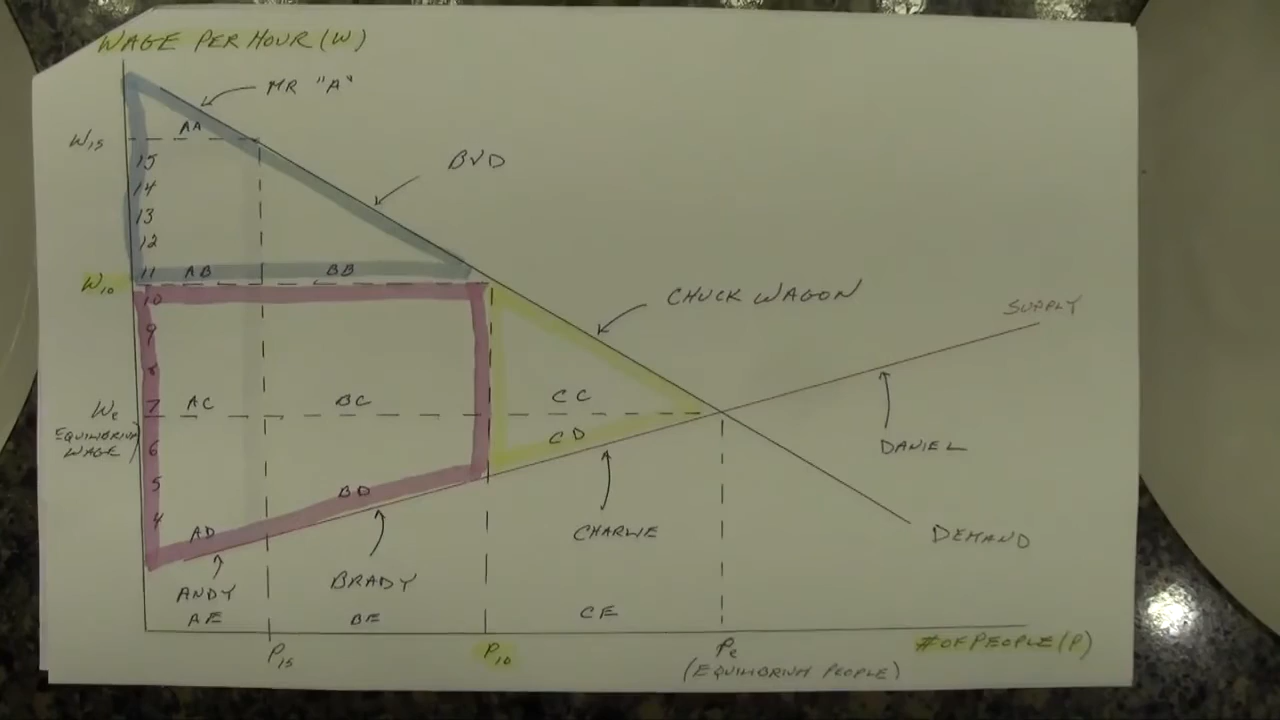 WAGE PER HOUR (W)
MR "A"
AA
W15
15
BVD
14
13
12
11 AB BB
W10
10
CHUCK WAGON
SUPPLY
9
8
We 7 AC BC CC
(EQUILIBRIUM
WAGE)
CD
6
DANIEL
5
BD
4
AD
CHARLIE
DEMAND
ANDY
BRADY
AE BE CE
P15 P10 Pe #OF PEOPLE (P)
(EQUILIBRIUM PEOPLE)